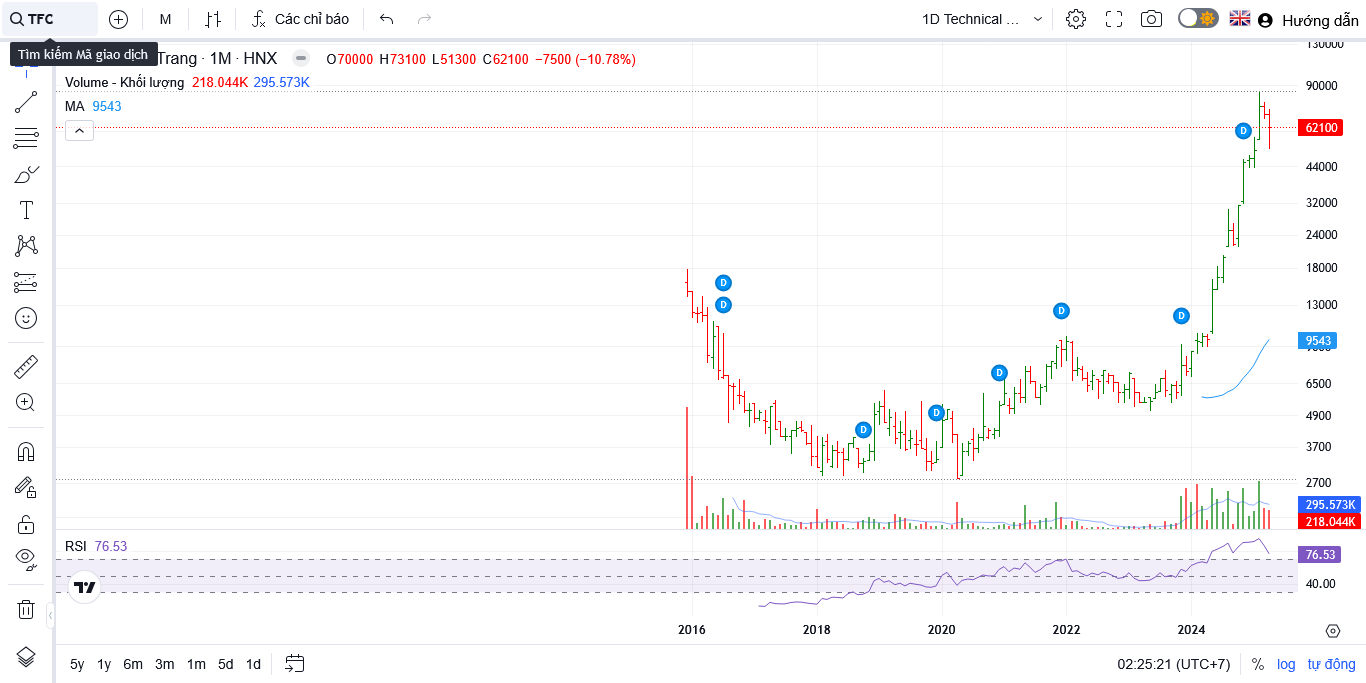 TFC M Các chỉ báo 1D Technical ... Hướng dẫn
Tìm kiếm Mã giao dịch
Trang · 1M · HNX O70000 H73100 L51300 C62100 −7500 (−10.78%)
Volume - Khối lượng 218.044K 295.573K
MA 9543
130000
90000
62100
44000
32000
24000
18000
13000
9543
6500
4900
3700
2700
295.573K
218.044K
D
D
D
D
D
D
D
D
RSI 76.53
76.53
40.00
2016 2018 2020 2022 2024
5y 1y 6m 3m 1m 5d 1d 02:25:21 (UTC+7) % log tự động